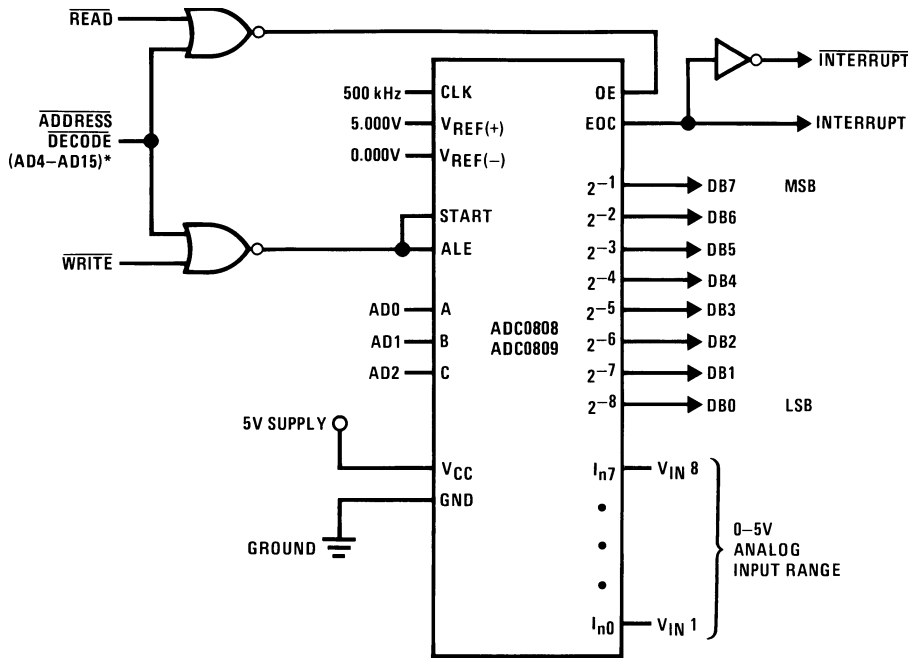 READ
ADDRESS
DECODE
(AD4–AD15)*
WRITE
500 kHz
5.000V
0.000V
AD0
AD1
AD2
5V SUPPLY
GROUND
CLK
VREF(+)
VREF(−)
START
ALE
A
B
C
VCC
GND
ADC0808
ADC0809
OE
EOC
2−1
2−2
2−3
2−4
2−5
2−6
2−7
2−8
In7
In0
INTERRUPT
INTERRUPT
DB7 MSB
DB6
DB5
DB4
DB3
DB2
DB1
DB0 LSB
VIN 8
VIN 1
0–5V
ANALOG
INPUT RANGE